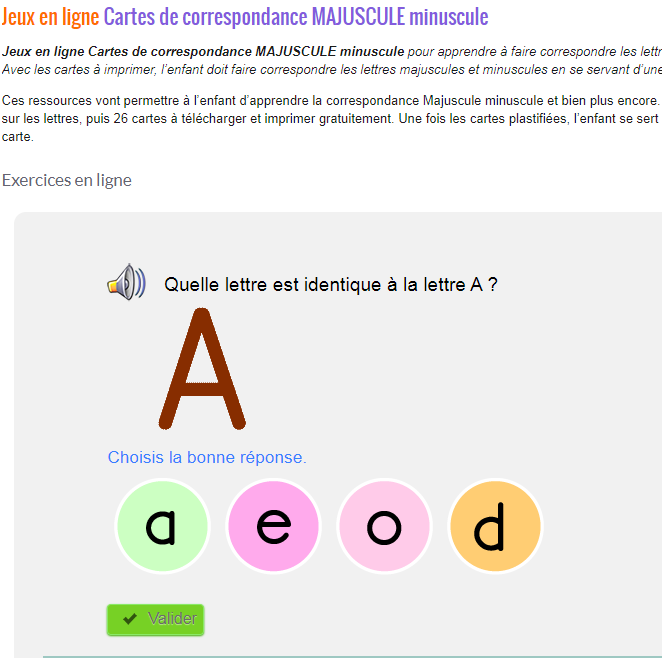 Jeux en ligne Cartes de correspondance MAJUSCULE minuscule
Jeux en ligne Cartes de correspondance MAJUSCULE minuscule pour apprendre à faire correspondre les
Avec les cartes à imprimer, l'enfant doit faire correspondre les lettres majuscules et minuscules en se servant d'une
Ces ressources vont permettre à l'enfant d'apprendre la correspondance Majuscule minuscule et bien plus encore.
sur les lettres, puis 26 cartes à télécharger et imprimer gratuitement. Une fois les cartes plastifiées, l'enfant se sert
carte.
Exercices en ligne
Quelle lettre est identique à la lettre A ?
A
Choisis la bonne réponse.
a e o d
Valider